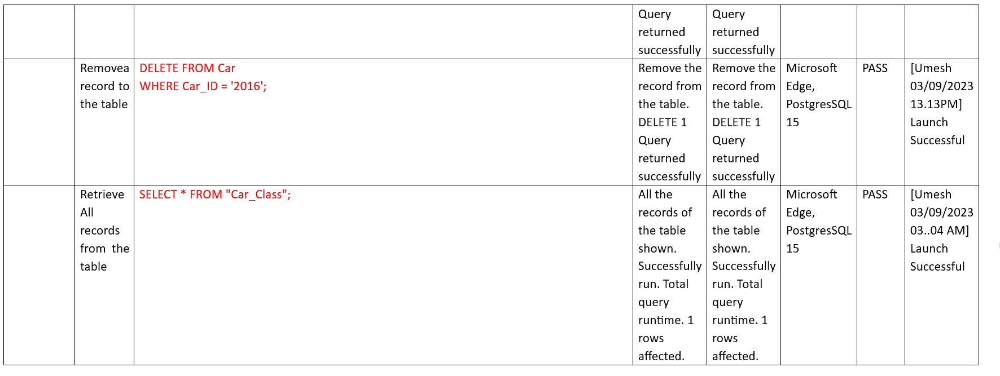 Query
returned
successfully
Query
returned
successfully
Removea
record to
the table
DELETE FROM Car
WHERE Car_ID = '2016';
Remove the
record from
the table.
DELETE 1
Query
returned
successfully
Remove the
record from
the table.
DELETE 1
Query
returned
successfully
Microsoft
Edge,
PostgresSQL
15
PASS
[Umesh
03/09/2023
13.13PM]
Launch
Successful
Retrieve
All
records
from the
table
SELECT * FROM "Car_Class";
All the
records of
the table
shown.
Successfully
run. Total
query
runtime. 1
rows
affected.
All the
records of
the table
shown.
Successfully
run. Total
query
runtime. 1
rows
affected.
Microsoft
Edge,
PostgresSQL
15
PASS
[Umesh
03/09/2023
03..04 AM]
Launch
Successful